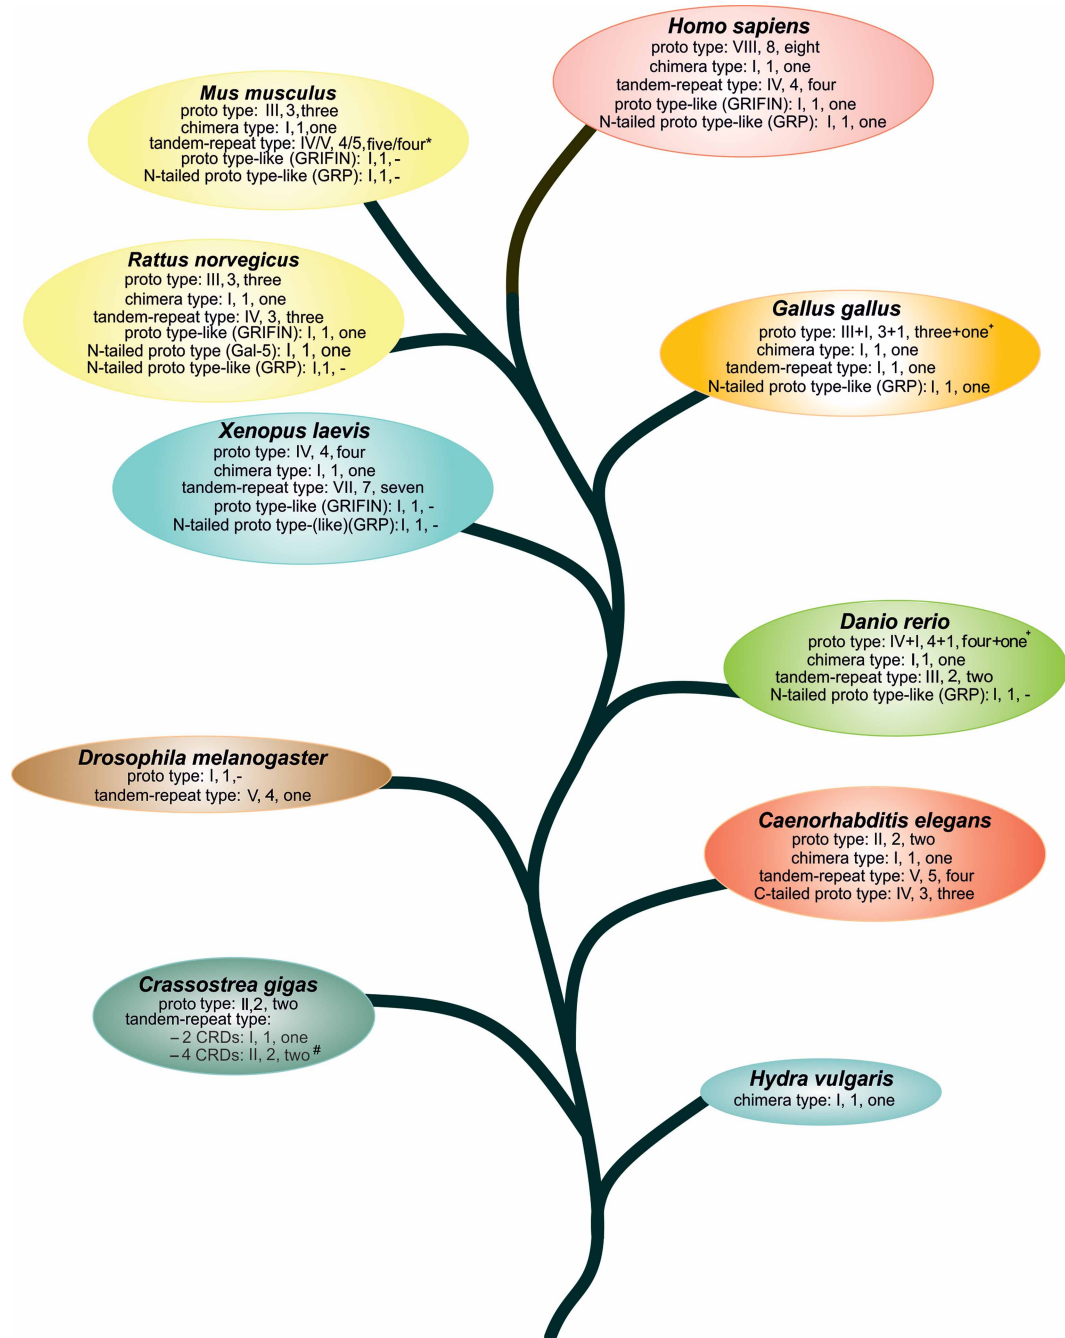 Homo sapiens
proto type: VIII, 8, eight
chimera type: I, 1, one
tandem-repeat type: IV, 4, four
proto type-like (GRIFIN): I, 1, one
N-tailed proto type-like (GRP): I, 1, one
Mus musculus
proto type: III, 3, three
chimera type: I, 1, one
tandem-repeat type: IV/V, 4/5, five/four*
proto type-like (GRIFIN): I, 1, -
N-tailed proto type-like (GRP): I, 1, -
Rattus norvegicus
proto type: III, 3, three
chimera type: I, 1, one
tandem-repeat type: IV, 3, three
proto type-like (GRIFIN): I, 1, one
N-tailed proto type (Gal-5): I, 1, one
N-tailed proto type-like (GRP): I,1, -
Gallus gallus
proto type: III+I, 3+1, three+one+
chimera type: I, 1, one
tandem-repeat type: I, 1, one
N-tailed proto type-like (GRP): I, 1, one
Xenopus laevis
proto type: IV, 4, four
chimera type: I, 1, one
tandem-repeat type: VII, 7, seven
proto type-like (GRIFIN): I, 1, -
N-tailed proto type-(like)(GRP): I, 1, -
Danio rerio
proto type: IV+I, 4+1, four+one+
chimera type: I, 1, one
tandem-repeat type: III, 2, two
N-tailed proto type-like (GRP): I, 1, -
Drosophila melanogaster
proto type: I, 1,-
tandem-repeat type: V, 4, one
Caenorhabditis elegans
proto type: II, 2, two
chimera type: I, 1, one
tandem-repeat type: V, 5, four
C-tailed proto type: IV, 3, three
Crassostrea gigas
proto type: II,2, two
tandem-repeat type:
–2 CRDs: I, 1, one
–4 CRDs: II, 2, two#
Hydra vulgaris
chimera type: I, 1, one